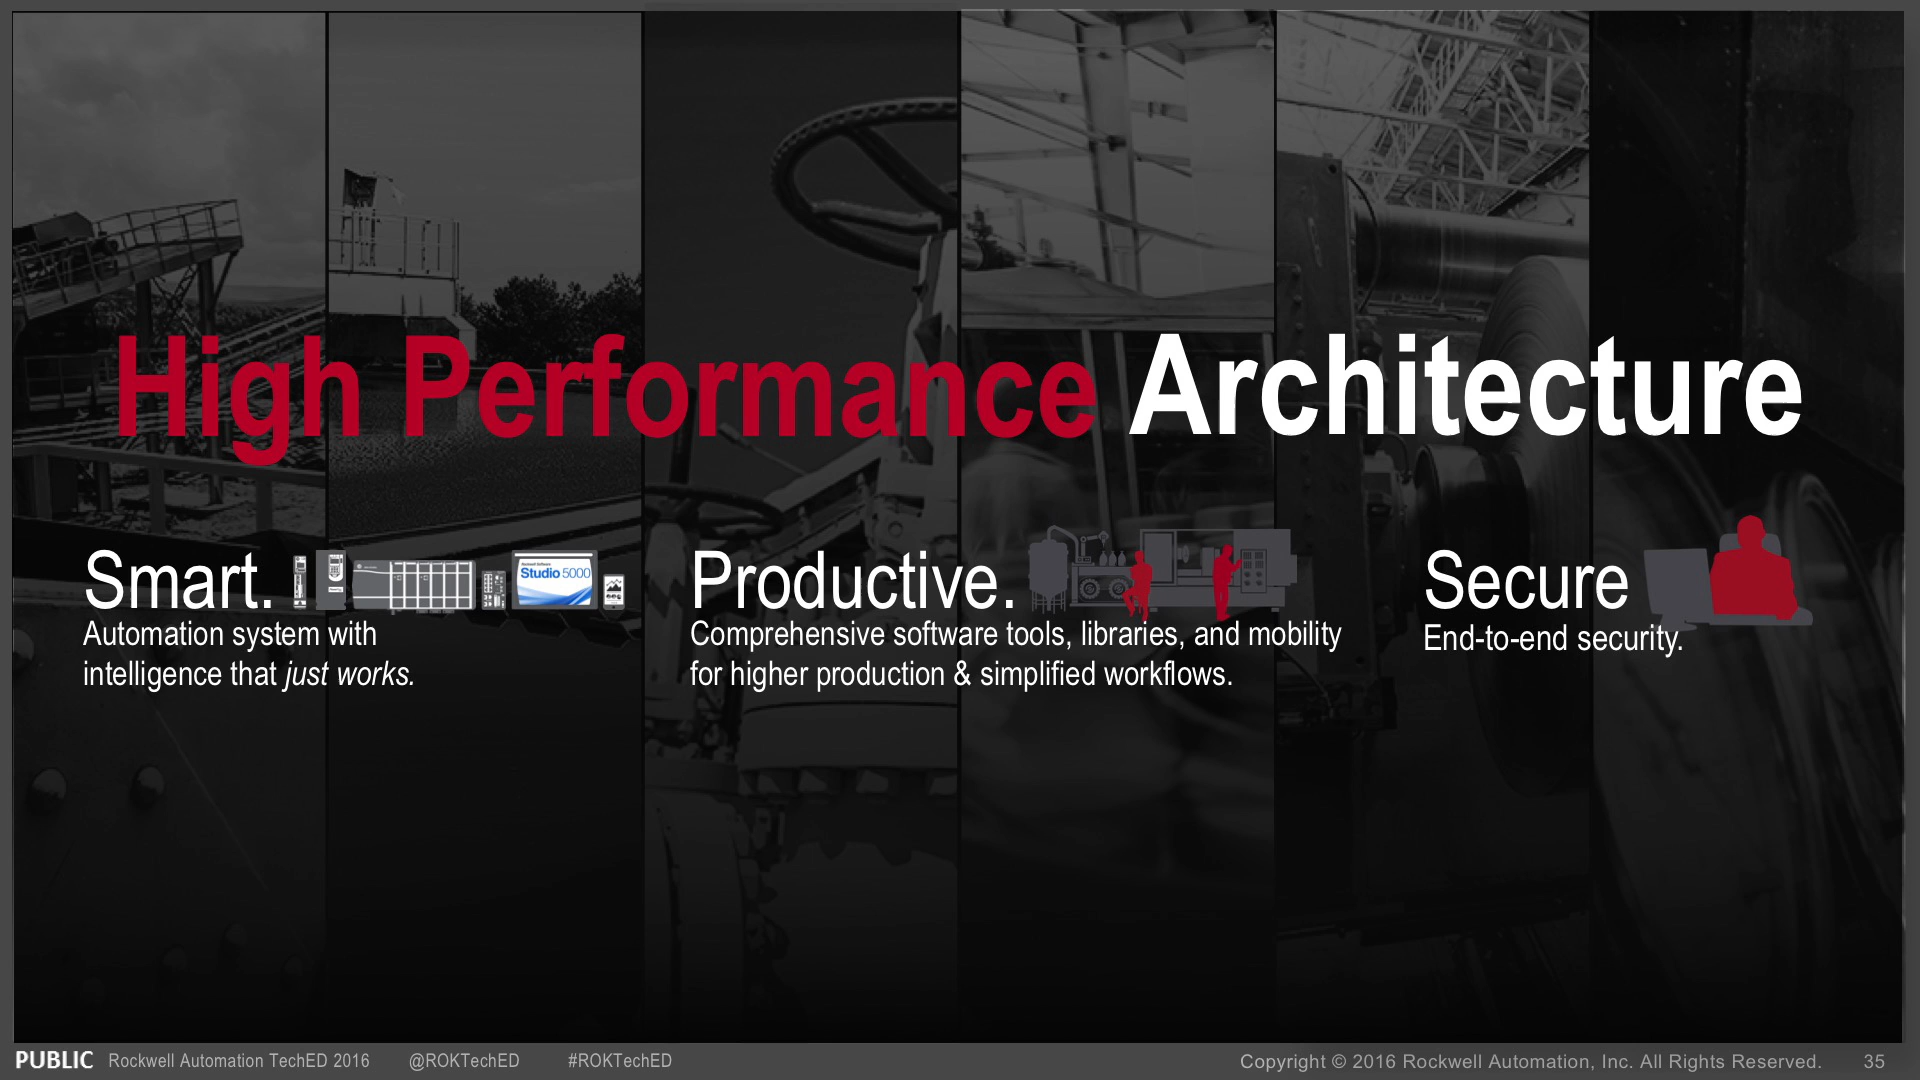 High Performance Architecture
Smart.
Studio 5000
Automation system with
intelligence that just works.
Productive.
Comprehensive software tools, libraries, and mobility
for higher production & simplified workflows.
Secure
End-to-end security.
PUBLIC Rockwell Automation TechED 2016 @ROKTechED #ROKTechED Copyright © 2016 Rockwell Automation, Inc. All Rights Reserved. 35